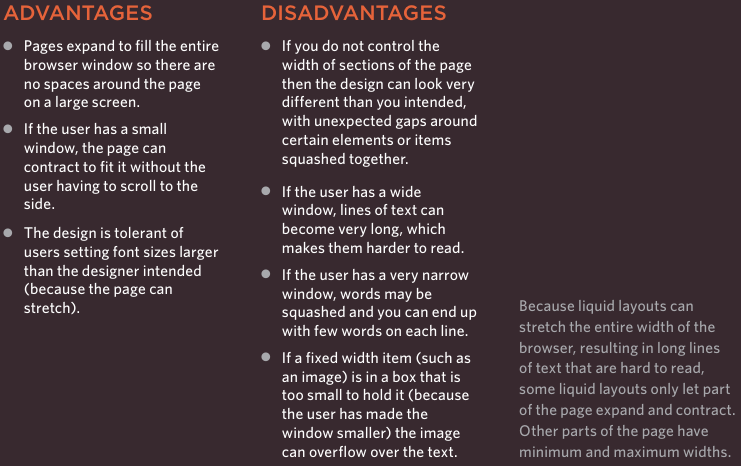 ADVANTAGES
Pages expand to fill the entire
browser window so there are
no spaces around the page
on a large screen.
If the user has a small
window, the page can
contract to fit it without the
user having to scroll to the
side.
The design is tolerant of
users setting font sizes larger
than the designer intended
(because the page can
stretch).
DISADVANTAGES
If you do not control the
width of sections of the page
then the design can look very
different than you intended,
with unexpected gaps around
certain elements or items
squashed together.
If the user has a wide
window, lines of text can
become very long, which
makes them harder to read.
If the user has a very narrow
window, words may be
squashed and you can end up
with few words on each line.
If a fixed width item (such as
an image) is in a box that is
too small to hold it (because
the user has made the
window smaller) the image
can overflow over the text.
Because liquid layouts can
stretch the entire width of the
browser, resulting in long lines
of text that are hard to read,
some liquid layouts only let part
of the page expand and contract.
Other parts of the page have
minimum and maximum widths.